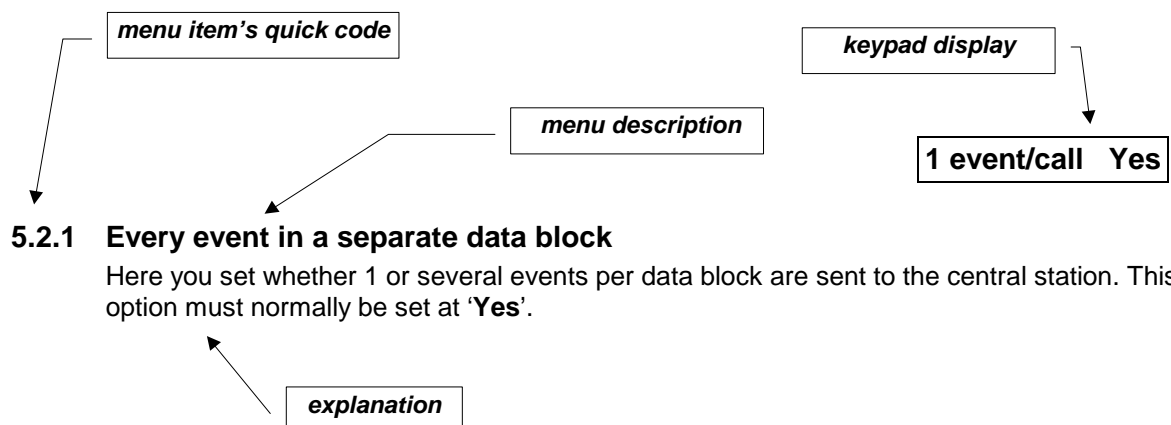 menu item's quick code
keypad display
menu description
1 event/call Yes
5.2.1 Every event in a separate data block
Here you set whether 1 or several events per data block are sent to the central station. This
option must normally be set at ‘Yes’.
explanation